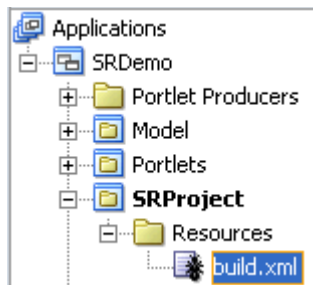 Applications
SRDemo
Portlet Producers
Model
Portlets
SRProject
Resources
build.xml